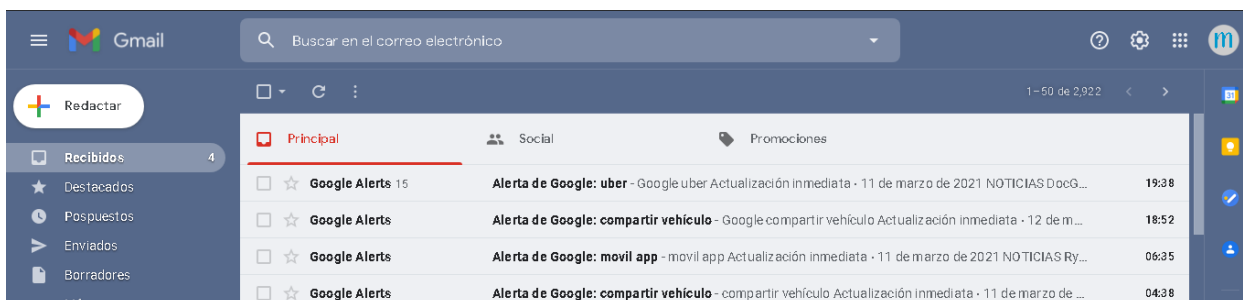 Gmail
Buscar en el correo electrónico
m
Redactar
1–50 de 2,922
31
Principal
Social
Promociones
Recibidos 4
Destacados
Pospuestos
Enviados
Borradores
Google Alerts 15 Alerta de Google: uber - Google uber Actualización inmediata · 11 de marzo de 2021 NOTICIAS DocG... 19:38
Google Alerts Alerta de Google: compartir vehículo - Google compartir vehículo Actualización inmediata · 12 de m... 18:52
Google Alerts Alerta de Google: movil app - movil app Actualización inmediata · 11 de marzo de 2021 NOTICIAS Ry... 06:35
Google Alerts Alerta de Google: compartir vehículo - compartir vehículo Actualización inmediata · 11 de marzo de ... 04:38